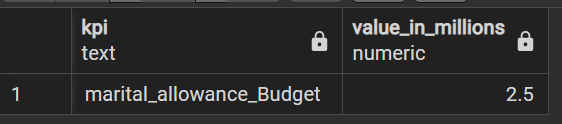 kpi value_in_millions
text numeric
1 marital_allowance_Budget 2.5